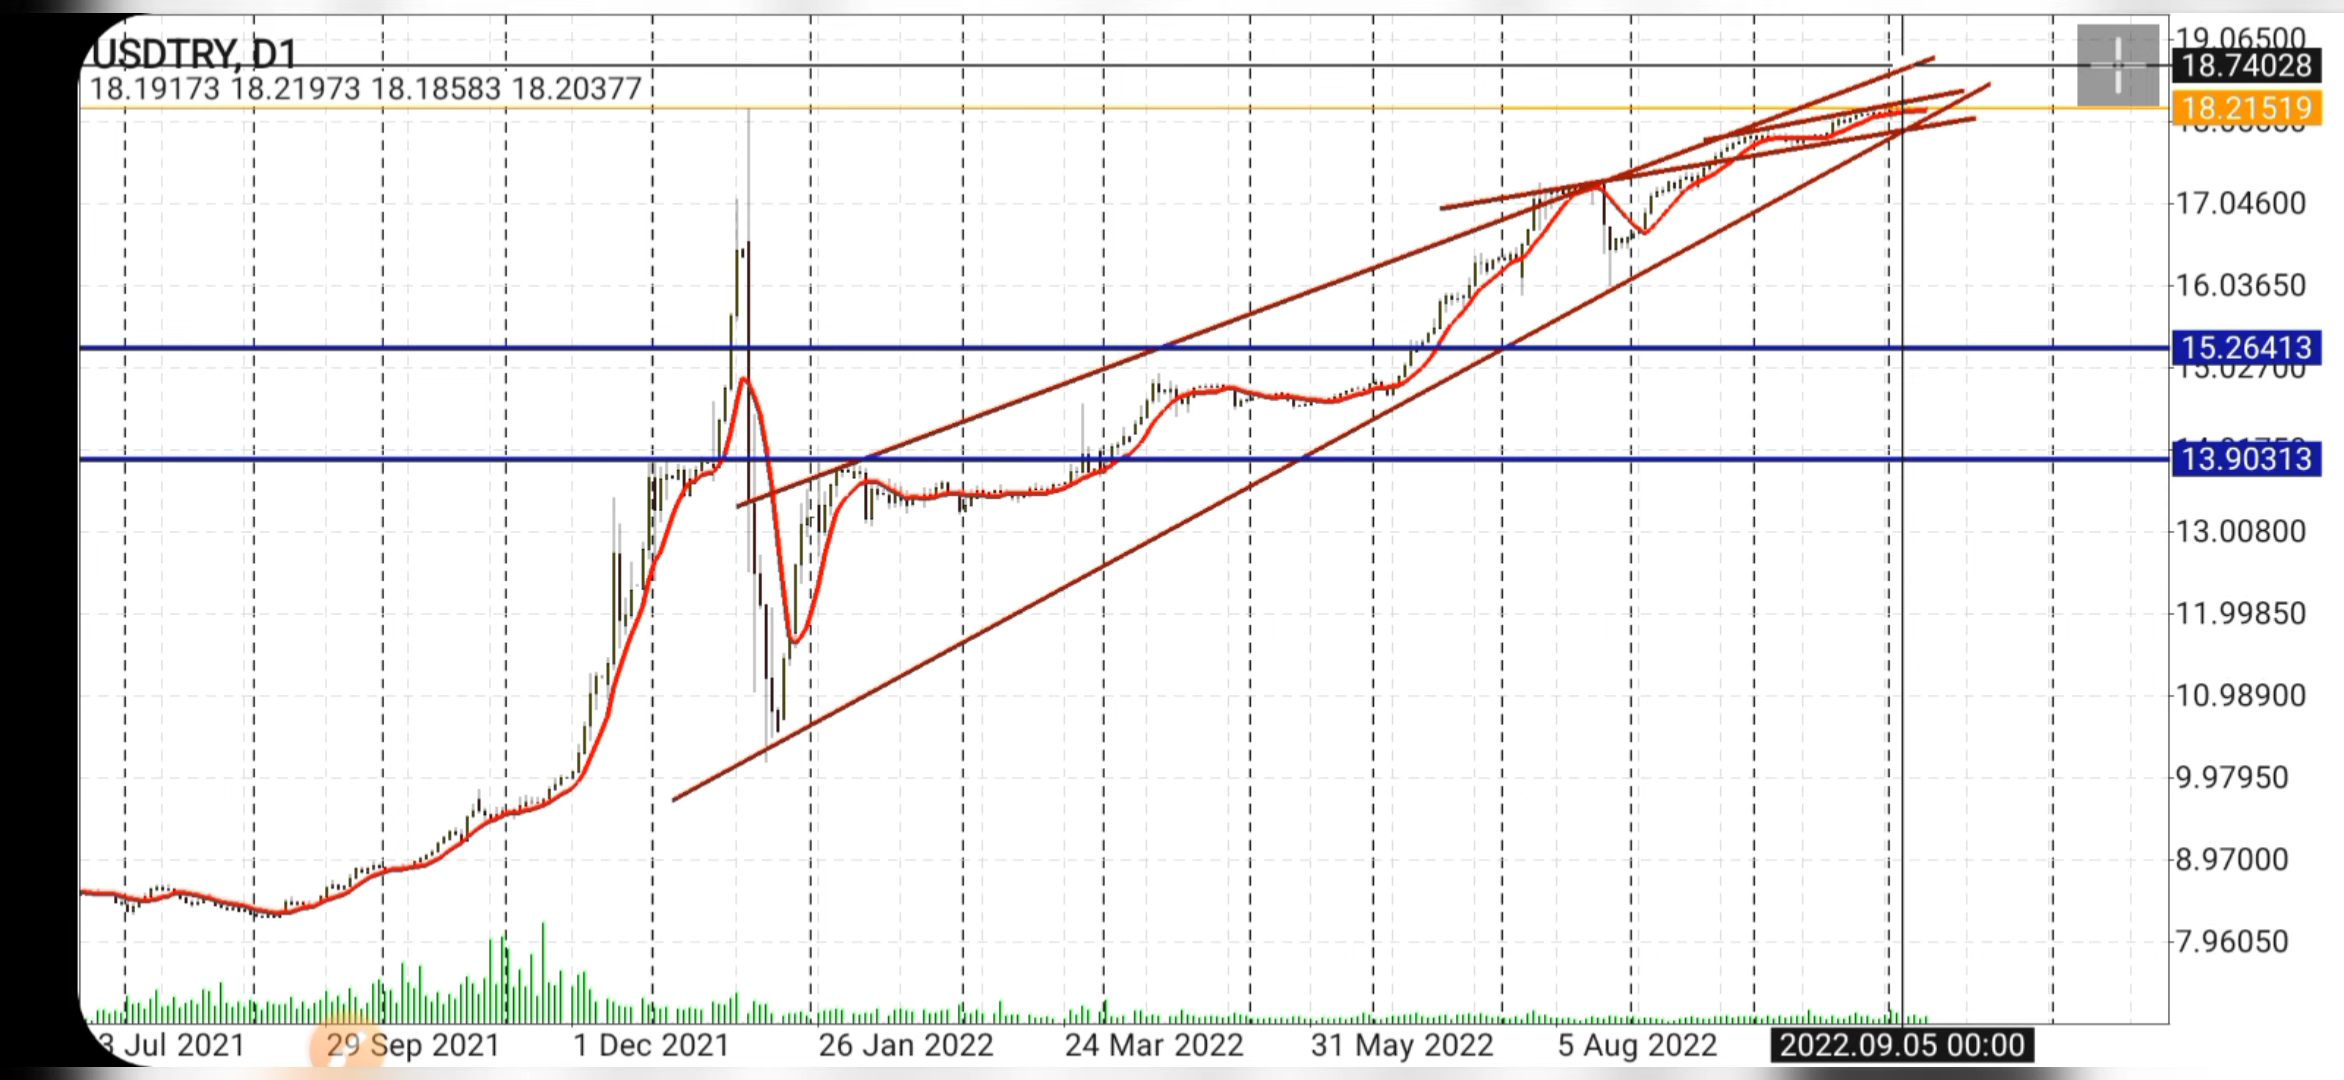 USDTRY, D1
18.19173 18.21973 18.18583 18.20377
19.06500
18.74028
18.21519
17.04600
16.03650
15.26413
15.02700
13.90313
13.00800
11.99850
10.98900
9.97950
8.97000
7.96050
Jul 2021
29 Sep 2021
1 Dec 2021
26 Jan 2022
24 Mar 2022
31 May 2022
5 Aug 2022
2022.09.05 00:00